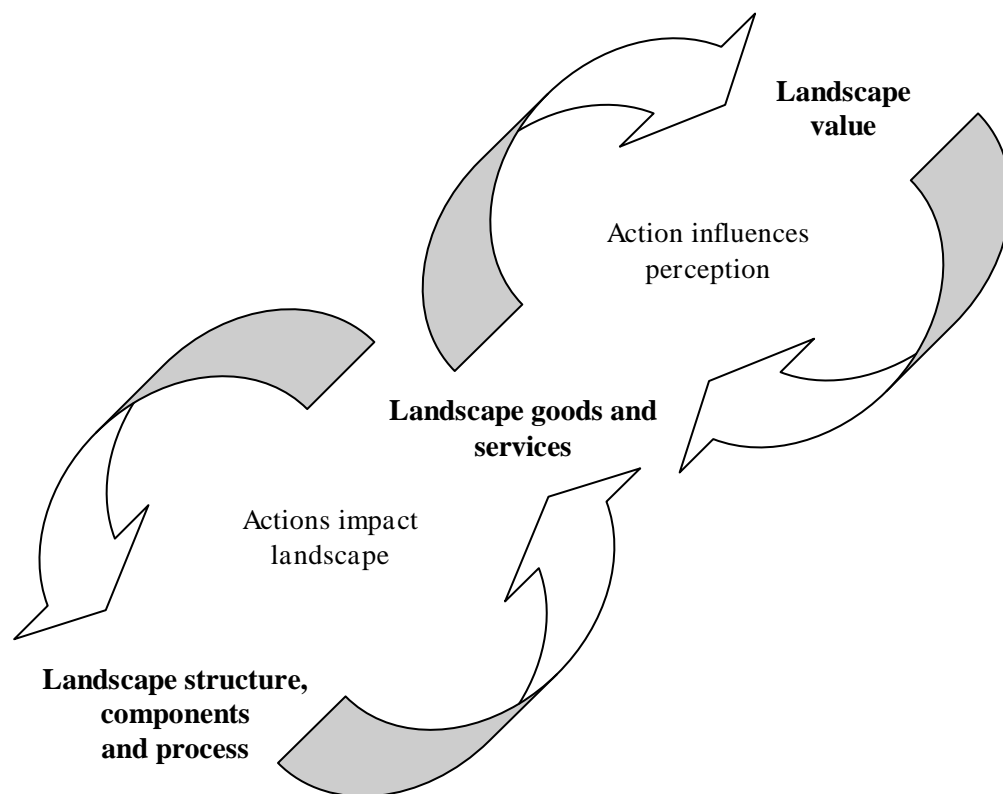 Landscape
value
Action influences
perception
Landscape goods and
services
Actions impact
landscape
Landscape structure,
components
and process